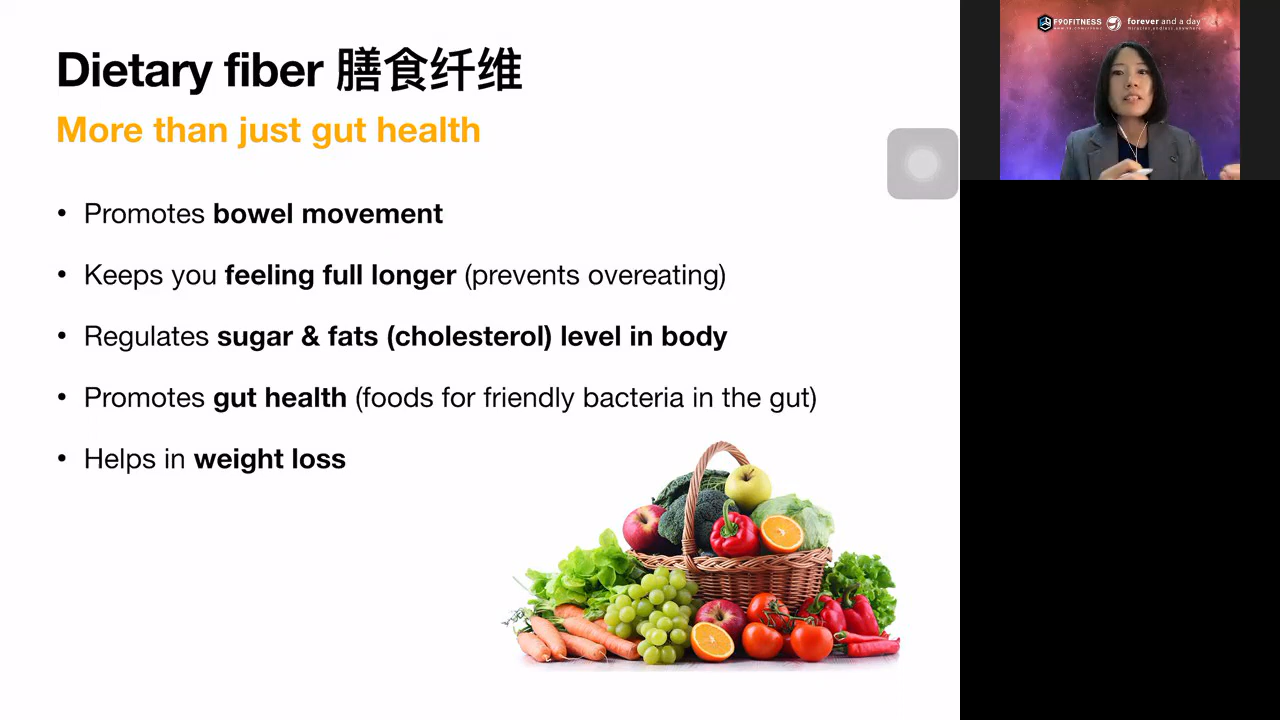 Dietary fiber 膳食纤维
More than just gut health
• Promotes bowel movement
• Keeps you feeling full longer (prevents overeating)
• Regulates sugar & fats (cholesterol) level in body
• Promotes gut health (foods for friendly bacteria in the gut)
• Helps in weight loss
F90FITNESS
forever and a day